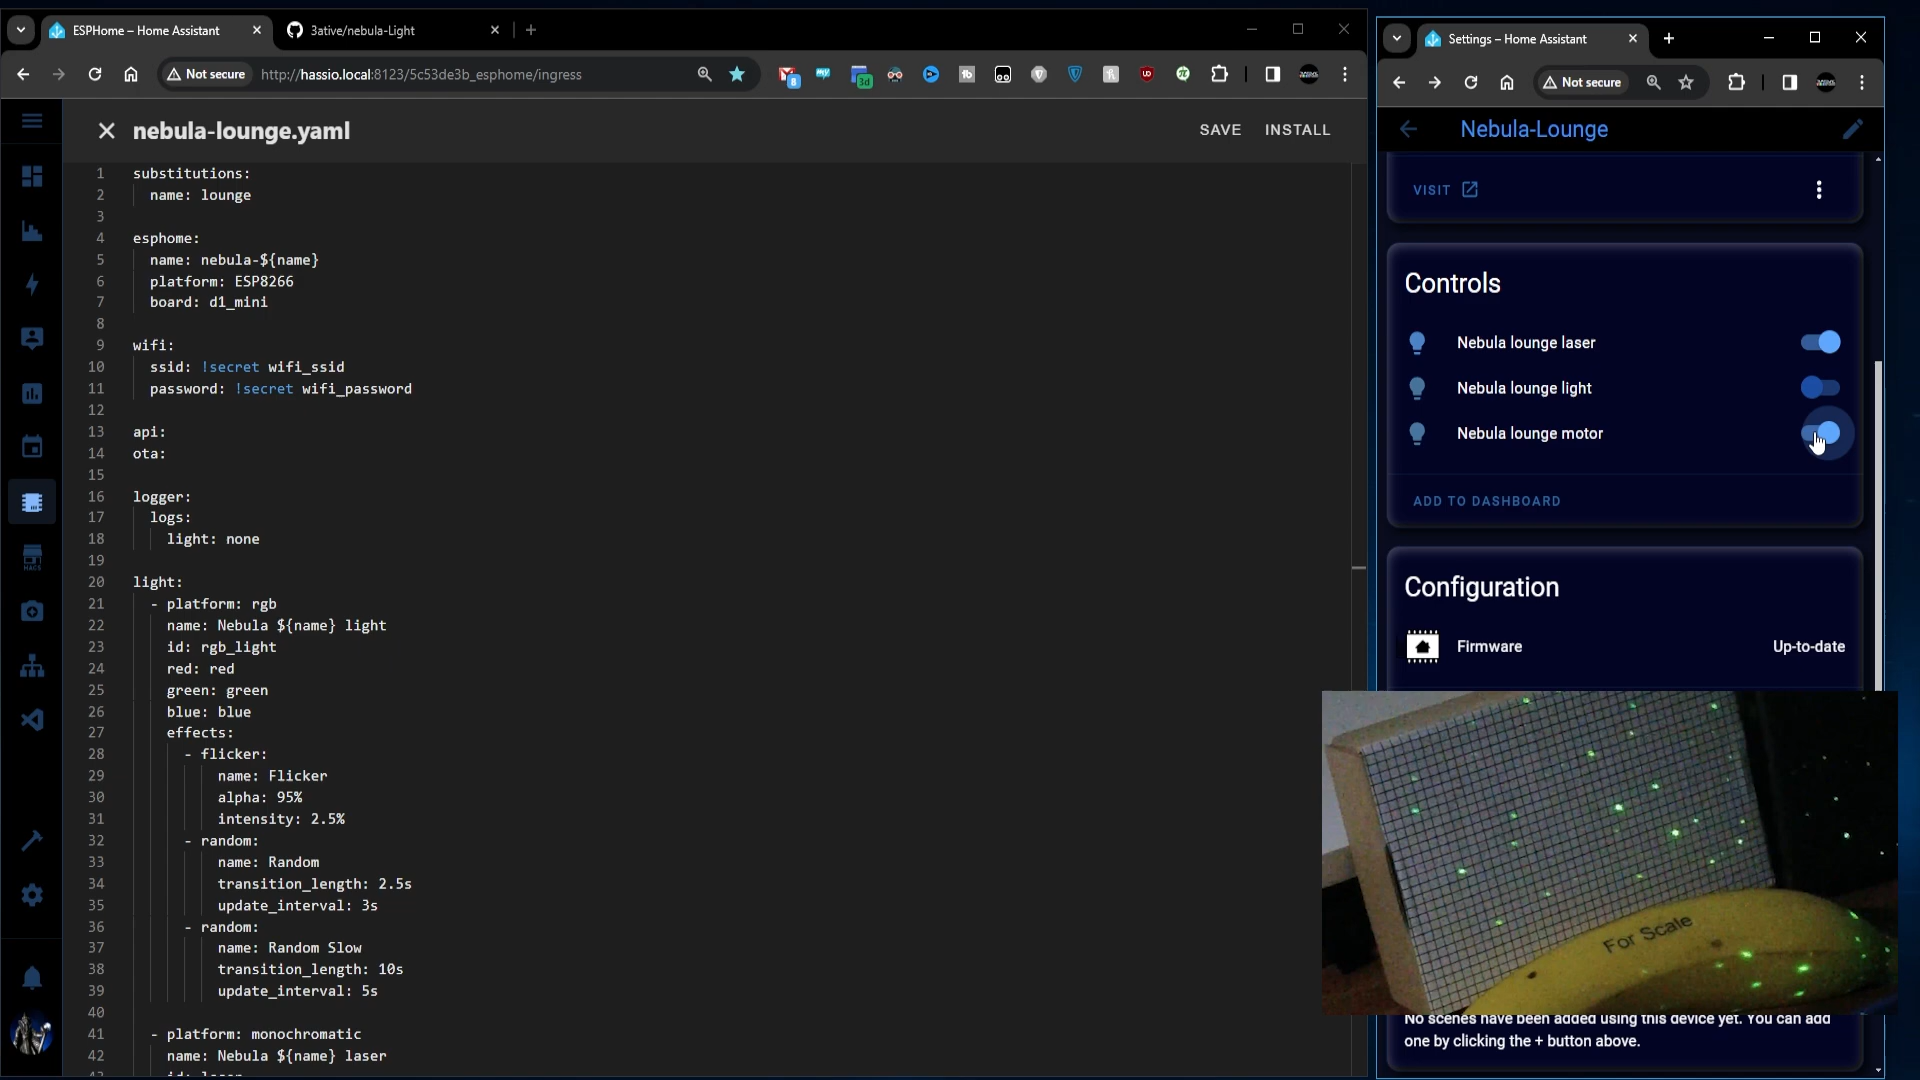 ESPHome – Home Assistant
3ative/nebula-Light
Not secure
http://hassio.local:8123/5c53de3b_esphome/ingress
8
3d
nebula-lounge.yaml
SAVE
INSTALL
1 substitutions:
2 name: lounge
3
4 esphome:
5 name: nebula-${name}
6 platform: ESP8266
7 board: d1_mini
8
9 wifi:
10 ssid: !secret wifi_ssid
11 password: !secret wifi_password
12
13 api:
14 ota:
15
16 logger:
17 logs:
18 light: none
19
20 light:
21 - platform: rgb
22 name: Nebula ${name} light
23 id: rgb_light
24 red: red
25 green: green
26 blue: blue
27 effects:
28 - flicker:
29 name: Flicker
30 alpha: 95%
31 intensity: 2.5%
32 - random:
33 name: Random
34 transition_length: 2.5s
35 update_interval: 3s
36 - random:
37 name: Random Slow
38 transition_length: 10s
39 update_interval: 5s
40
41 - platform: monochromatic
42 name: Nebula ${name} laser
HACS
Settings – Home Assistant
Not secure
Nebula-Lounge
VISIT
Controls
Nebula lounge laser
Nebula lounge light
Nebula lounge motor
ADD TO DASHBOARD
Configuration
Firmware
Up-to-date
For Scale
No scenes have been added using this device yet. You can add
one by clicking the + button above.